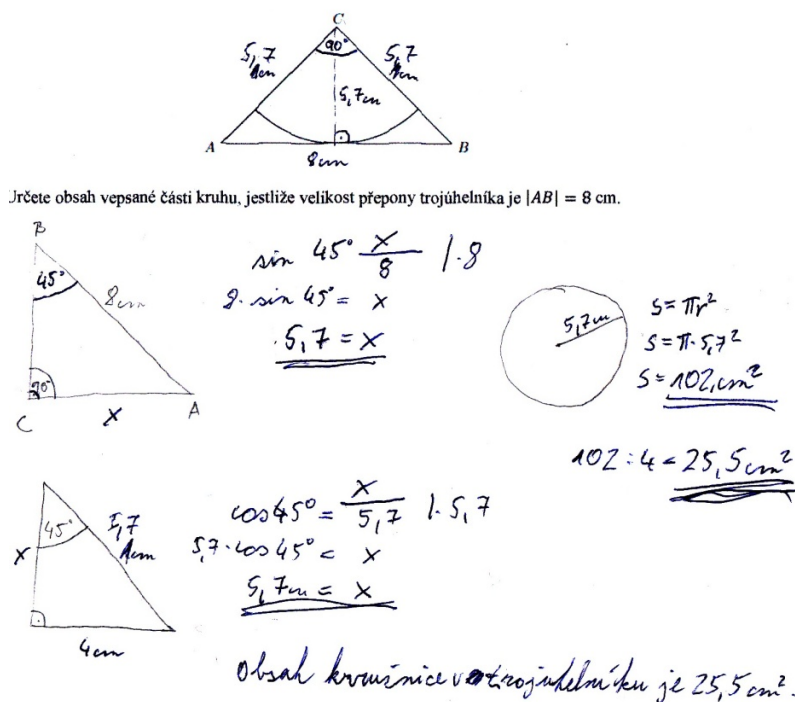 C
90°
5,7 cm
5,7 cm
5,7 cm
A
B
8 cm
Určete obsah vepsané části kruhu, jestliže velikost přepony trojúhelníka je |AB| = 8 cm.
B
45°
8 cm
90°
C
X
A
sin 45° x/8 /·8
8· sin 45° = x
5,7 = x
5,7 cm
S = πr²
S = π· 5,7²
S = 102 cm²
102 : 4 = 25,5 cm²
45°
5,7 cm
X
4 cm
cos 45° = x/5,7 /· 5,7
5,7· cos 45° = x
5,7 cm = x
Obsah v trojuhelníku je 25,5 cm².